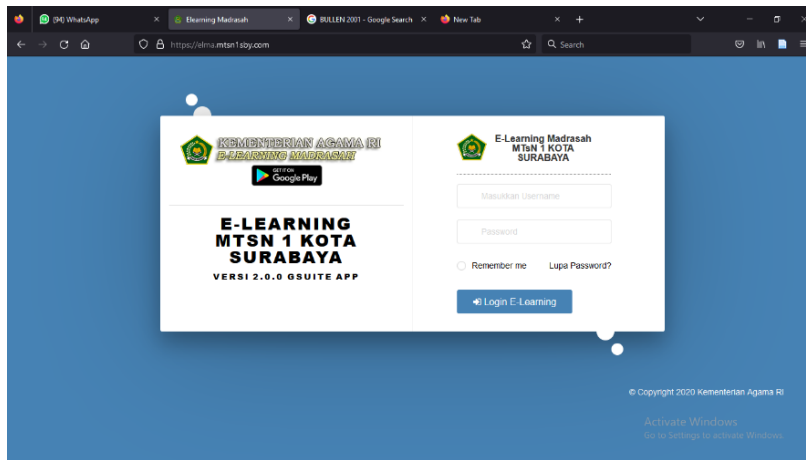 (94) WhatsApp
Elearning Madrasah
BULLEN 2001 - Google Search
New Tab
https://elma.mtsn1sby.com
Search
KEMENTERIAN AGAMA RI
E-LEARNING MADRASAH
GET IT ON
Google Play
E-LEARNING
MTSN 1 KOTA
SURABAYA
VERSI 2.0.0 GSUITE APP
E-Learning Madrasah
MTsN 1 KOTA
SURABAYA
Masukkan Username
Password
Remember me Lupa Password?
Login E-Learning
© Copyright 2020 Kementerian Agama RI
Activate Windows
Go to Settings to activate Windows.